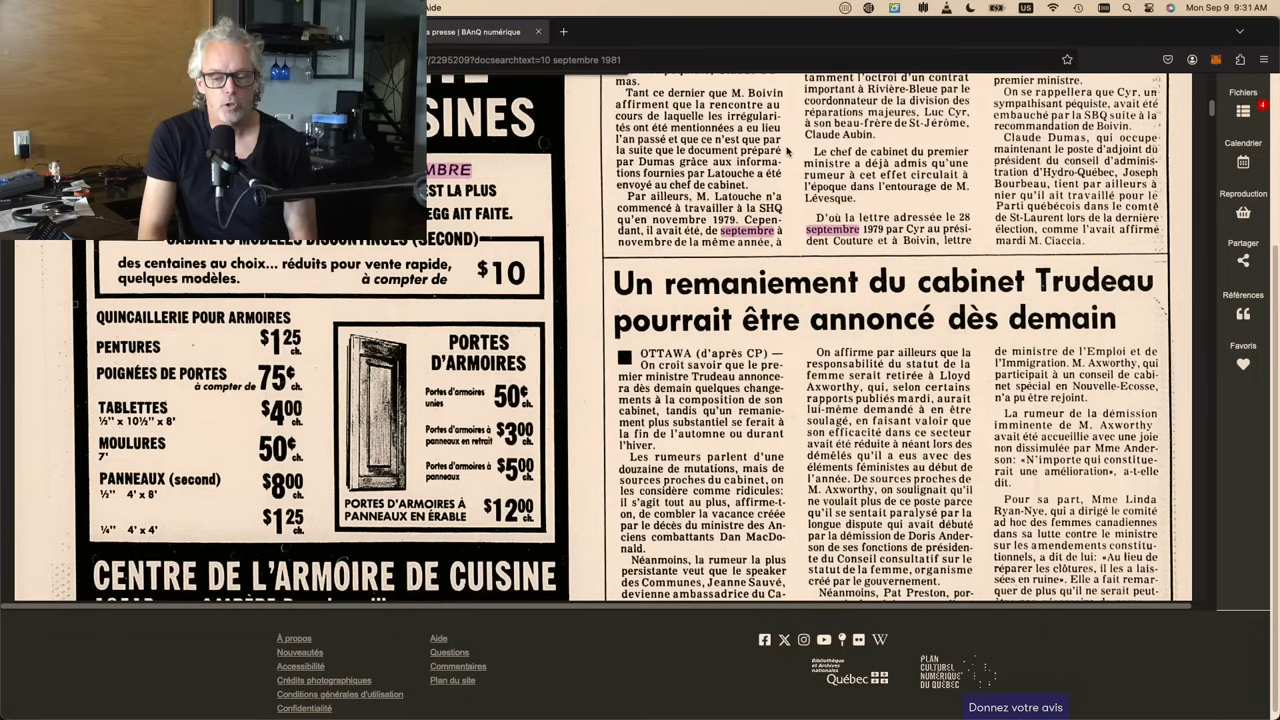 Aide
Mon Sep 9 9:31 AM
US
a presse | BAnQ numérique
/2295209?docsearchtext=10 septembre 1981
SINES
MBRE
EST LA PLUS
EGG AIT FAITE.
CABINETS MODÈLES DISCONTINUÉS (SECOND)
des centaines au choix... réduits pour vente rapide,
quelques modèles. à compter de $10
QUINCAILLERIE POUR ARMOIRES
PENTURES $1.25 ch.
POIGNÉES DE PORTES
à compter de 75¢ ch.
TABLETTES
½" x 10½" x 8' $4.00 ch.
MOULURES
7' 50¢ ch.
PANNEAUX (second)
½" 4' x 8' $8.00 ch.
¼" 4' x 4' $1.25 ch.
PORTES
D'ARMOIRES
Portes d'armoires
unies 50¢ ch.
Portes d'armoires à
panneaux en retrait $3.00 ch.
Portes d'armoires à
panneaux $5.00 ch.
PORTES D'ARMOIRES À
PANNEAUX EN ÉRABLE $12.00 ch.
CENTRE DE L'ARMOIRE DE CUISINE
mas.
Tant ce dernier que M. Boivin
affirment que la rencontre au
cours de laquelle les irrégulari-
tés ont été mentionnées a eu lieu
l'an passé et que ce n'est que par
la suite que le document préparé
par Dumas grâce aux informa-
tions fournies par Latouche a été
envoyé au chef de cabinet.
Par ailleurs, M. Latouche n'a
commencé à travailler à la SHQ
qu'en novembre 1979. Cepen-
dant, il avait été, de septembre à
novembre de la même année, à
tamment l'octroi d'un contrat
important à Rivière-Bleue par le
coordonnateur de la division des
réparations majeures, Luc Cyr,
à son beau-frère de St-Jérôme,
Claude Aubin.
Le chef de cabinet du premier
ministre a déjà admis qu'une
rumeur à cet effet circulait à
l'époque dans l'entourage de M.
Lévesque.
D'où la lettre adressée le 28
septembre 1979 par Cyr au prési-
dent Couture et à Boivin, lettre
premier ministre.
On se rappellera que Cyr, un
sympathisant péquiste, avait été
embauché par la SBQ suite à la
recommandation de Boivin.
Claude Dumas, qui occupe
maintenant le poste d'adjoint du
président du conseil d'adminis-
tration d'Hydro-Québec, Joseph
Bourbeau, tient par ailleurs à
nier qu'il ait travaillé pour le
Parti québécois dans le comté
de St-Laurent lors de la dernière
élection, comme l'avait affirmé
mardi M. Ciaccia.
Un remaniement du cabinet Trudeau
pourrait être annoncé dès demain
OTTAWA (d'après CP) —
On croit savoir que le pre-
mier ministre Trudeau annonce-
ra dès demain quelques change-
ments à la composition de son
cabinet, tandis qu'un remanie-
ment plus substantiel se ferait à
la fin de l'automne ou durant
l'hiver.
Les rumeurs parlent d'une
douzaine de mutations, mais de
sources proches du cabinet, on
les considère comme ridicules:
il s'agit tout au plus, affirme-t-
on, de combler la vacance créée
par le décès du ministre des An-
ciens combattants Dan MacDo-
nald.
Néanmoins, la rumeur la plus
persistante veut que le speaker
des Communes, Jeanne Sauvé,
devienne ambassadrice du Ca-
On affirme par ailleurs que la
responsabilité du statut de la
femme serait retirée à Lloyd
Axworthy, qui, selon certains
rapports publiés mardi, aurait
lui-même demandé à en être
soulagé, en faisant valoir que
son efficacité dans ce secteur
avait été réduite à néant lors des
démêlés qu'il a eus avec des
éléments féministes au début de
l'année. De sources proches de
M. Axworthy, on soulignait qu'il
ne voulait plus de ce poste parce
qu'il se sentait paralysé par la
longue dispute qui avait débuté
par la démission de Doris Ander-
son de ses fonctions de présiden-
te du Conseil consultatif sur le
statut de la femme, organisme
créé par le gouvernement.
Néanmoins, Pat Preston, por-
de ministre de l'Emploi et de
l'Immigration. M. Axworthy, qui
participait à un conseil de cabi-
net spécial en Nouvelle-Ecosse,
n'a pu être rejoint.
La rumeur de la démission
imminente de M. Axworthy
avait été accueillie avec une joie
non dissimulée par Mme Ander-
son: «N'importe qui constitue-
rait une amélioration», a-t-elle
dit.
Pour sa part, Mme Linda
Ryan-Nye, qui a dirigé le comité
ad hoc des femmes canadiennes
dans sa lutte contre le ministre
sur les amendements constitu-
tionnels, a dit de lui: «Au lieu de
réparer les clôtures, il les a lais-
sées en ruine». Elle a fait remar-
quer de plus qu'il ne serait peut-
Fichiers
4
Calendrier
Reproduction
Partager
Références
Favoris
À propos
Nouveautés
Accessibilité
Crédits photographiques
Conditions générales d'utilisation
Confidentialité
Aide
Questions
Commentaires
Plan du site
Bibliothèque
et Archives
nationales
Québec
PLAN
CULTUREL
NUMÉRIQUE
DU QUÉBEC
Donnez votre avis